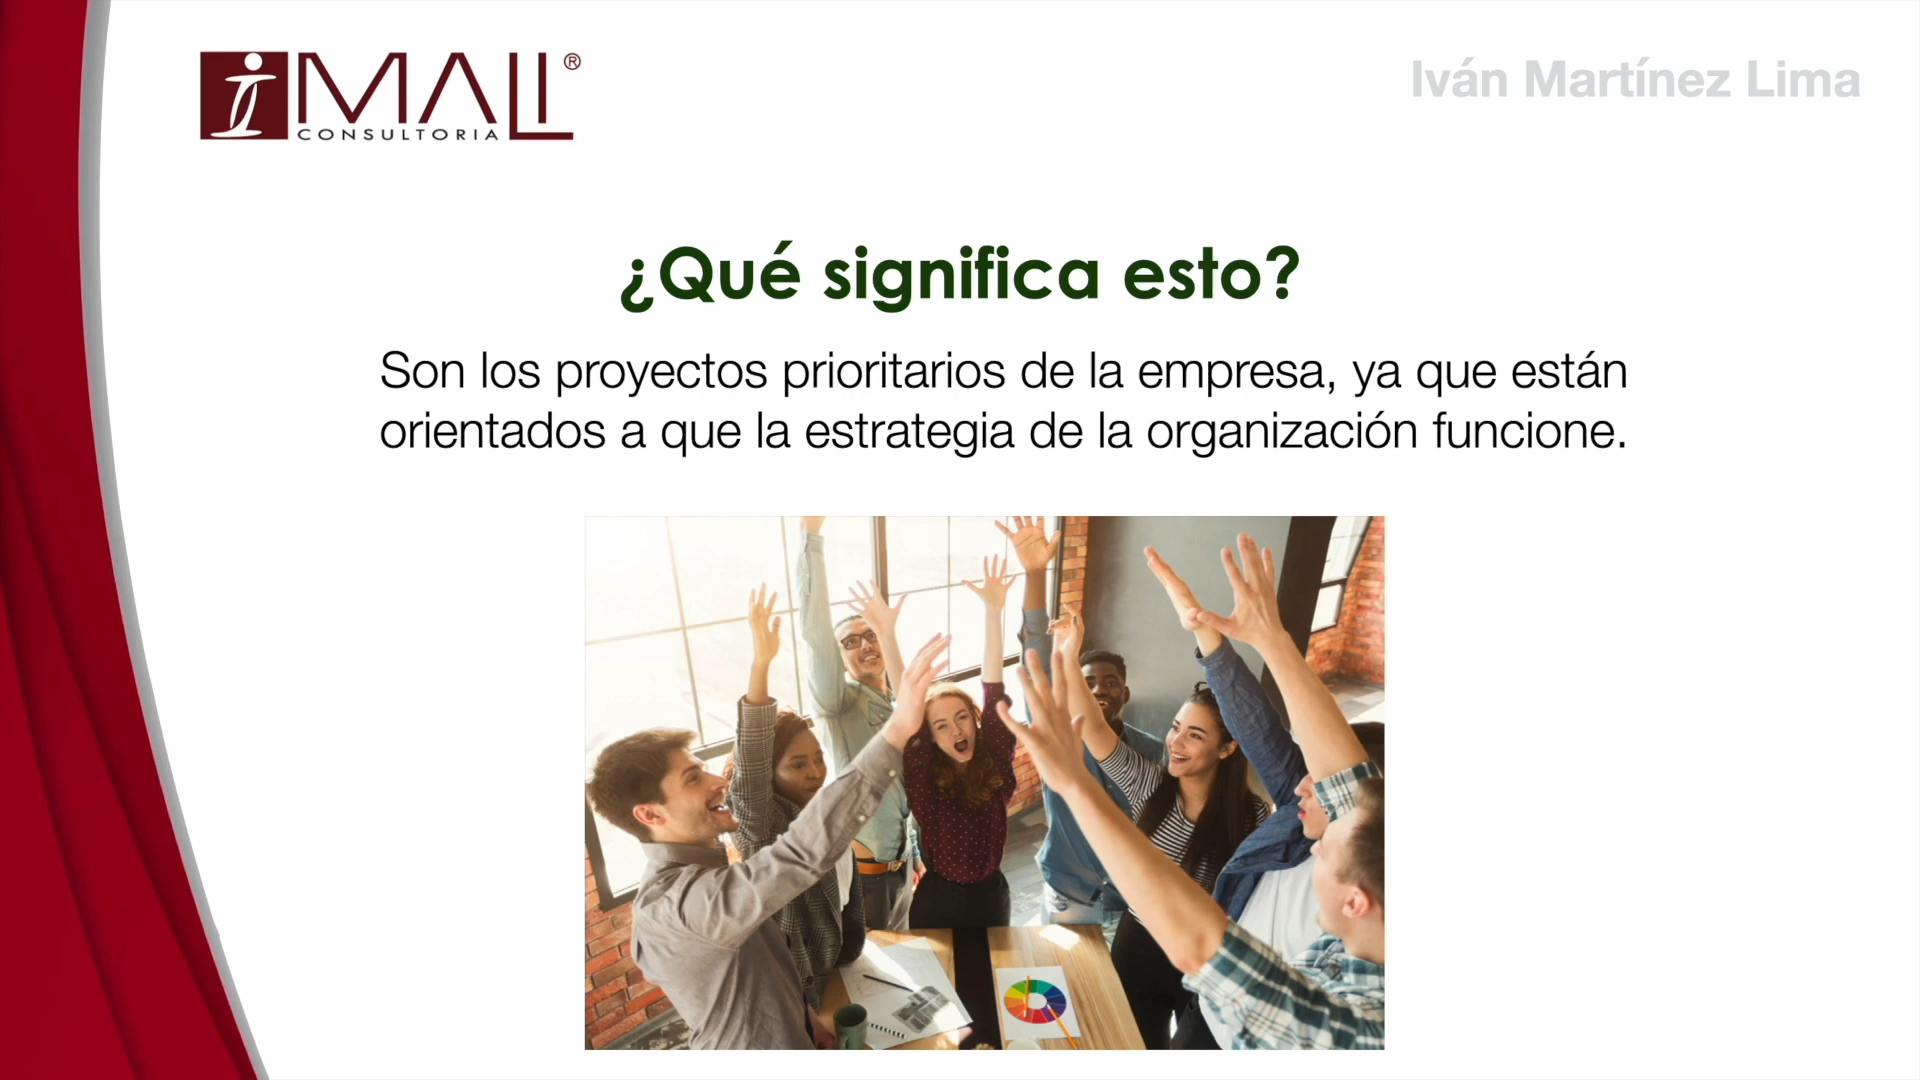 iMALI®
CONSULTORIA
Iván Martínez Lima
¿Qué significa esto?
Son los proyectos prioritarios de la empresa, ya que están
orientados a que la estrategia de la organización funcione.